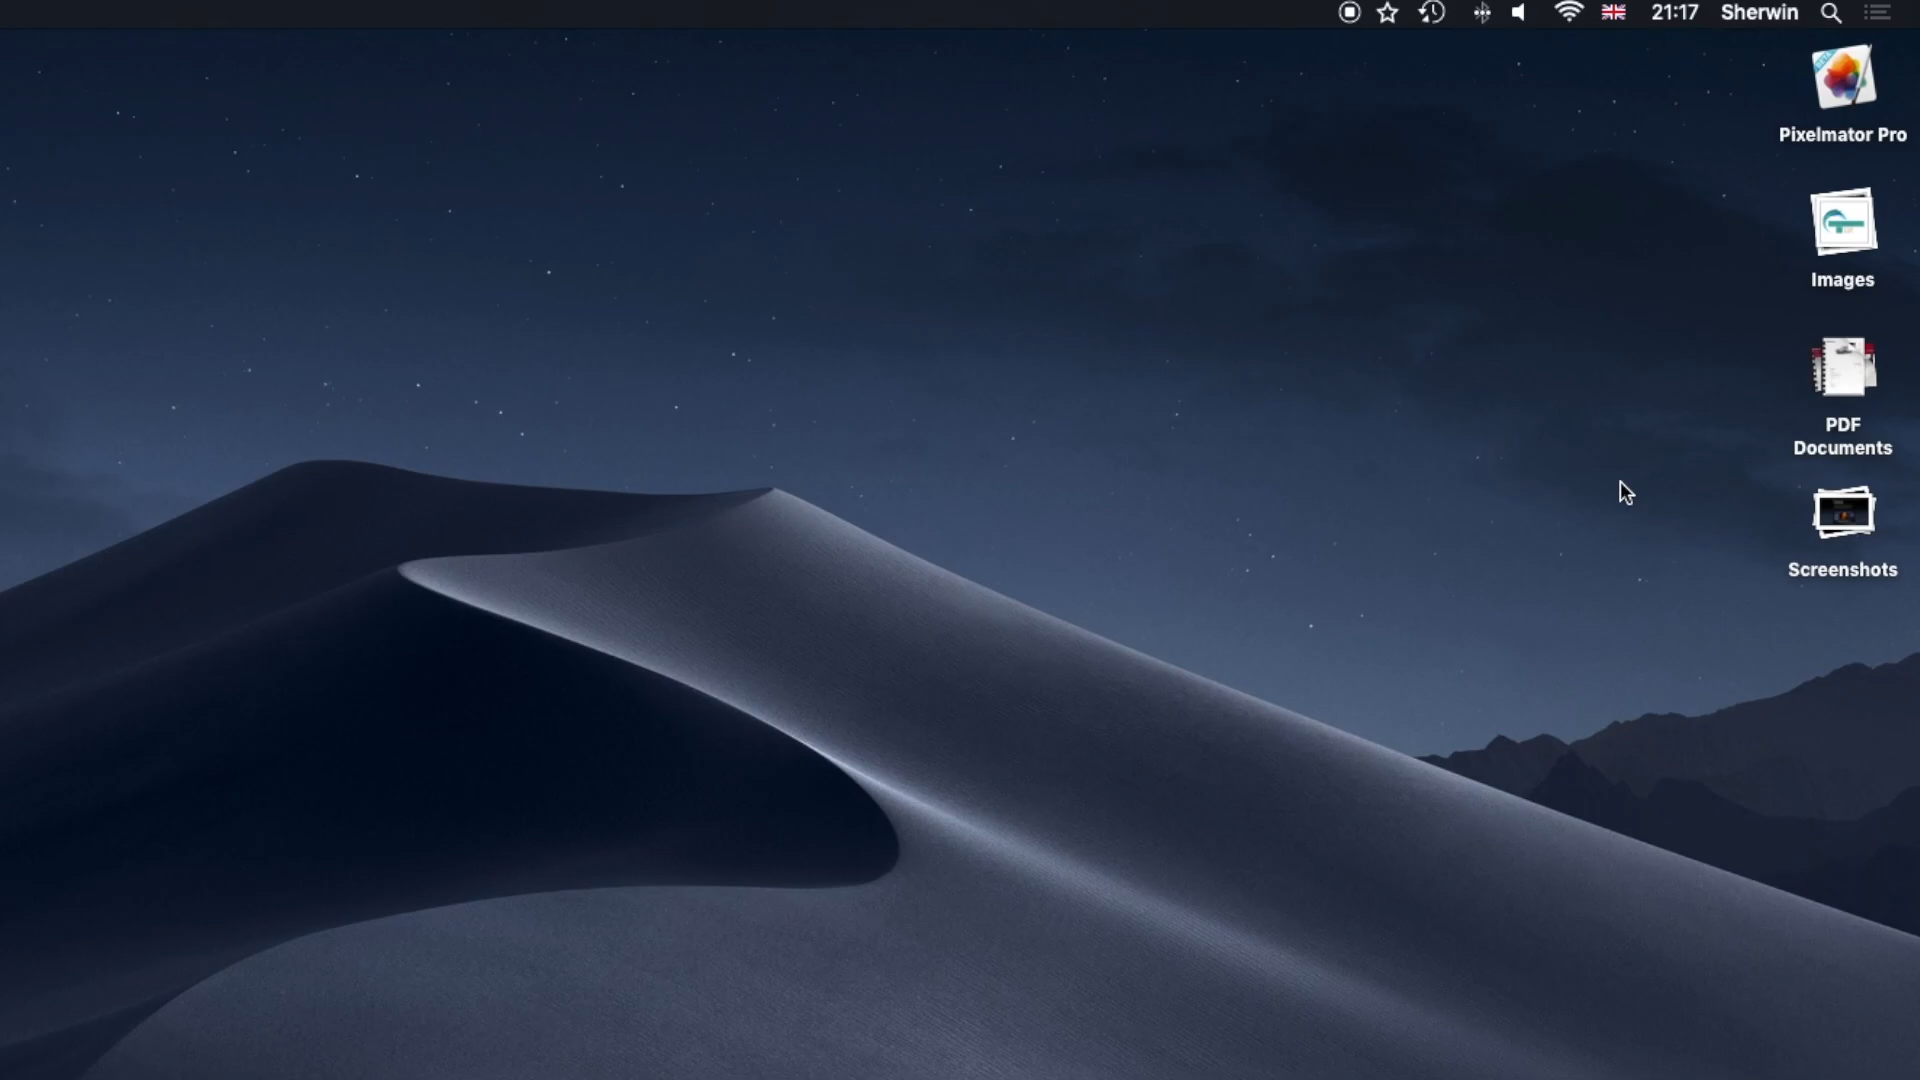 21:17 Sherwin
Pixelmator Pro
Images
PDF
Documents
Screenshots